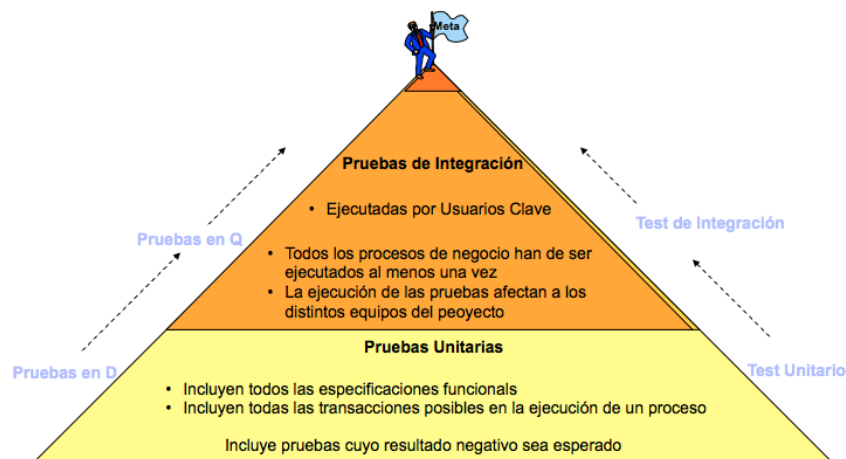 Meta
Pruebas de Integración
• Ejecutadas por Usuarios Clave
Pruebas en Q
Test de Integración
• Todos los procesos de negocio han de ser
ejecutados al menos una vez
• La ejecución de las pruebas afectan a los
distintos equipos del peoyecto
Pruebas Unitarias
Pruebas en D
Test Unitario
• Incluyen todos las especificaciones funcionals
• Incluyen todas las transacciones posibles en la ejecución de un proceso
Incluye pruebas cuyo resultado negativo sea esperado